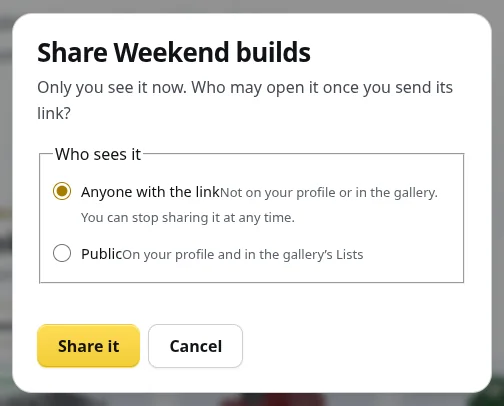 Share Weekend builds
Only you see it now. Who may open it once you send its
link?
Who sees it
Anyone with the linkNot on your profile or in the gallery.
You can stop sharing it at any time.
PublicOn your profile and in the gallery’s Lists
Share it
Cancel